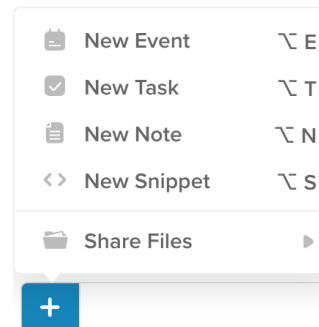 New Event ⌥ E
New Task ⌥ T
New Note ⌥ N
New Snippet ⌥ S
Share Files